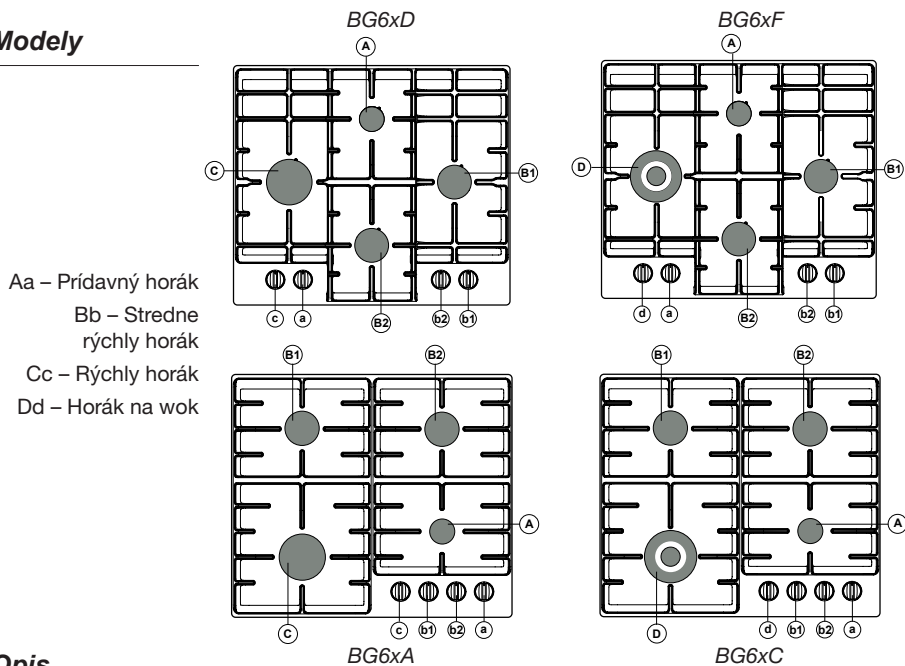 Modely
BG6xD
BG6xF
A
A
C
B1
D
B1
Aa – Prídavný horák
Bb – Stredne
rýchly horák
Cc – Rýchly horák
Dd – Horák na wok
c
a
B2
b2
b1
d
a
B2
b2
b1
B1
B2
B1
B2
A
A
C
c
b1
b2
a
D
d
b1
b2
a
BG6xA
BG6xC
Opis